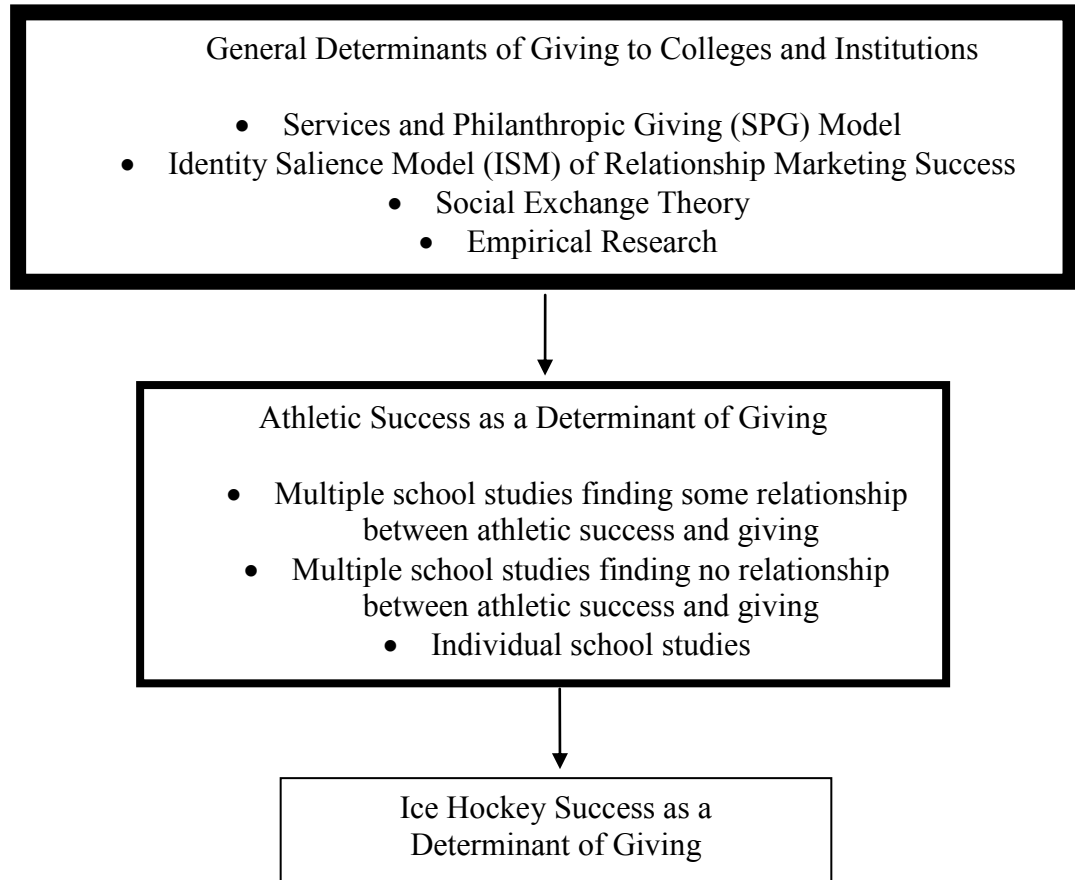 General Determinants of Giving to Colleges and Institutions
• Services and Philanthropic Giving (SPG) Model
• Identity Salience Model (ISM) of Relationship Marketing Success
• Social Exchange Theory
• Empirical Research
Athletic Success as a Determinant of Giving
• Multiple school studies finding some relationship
between athletic success and giving
• Multiple school studies finding no relationship
between athletic success and giving
• Individual school studies
Ice Hockey Success as a
Determinant of Giving